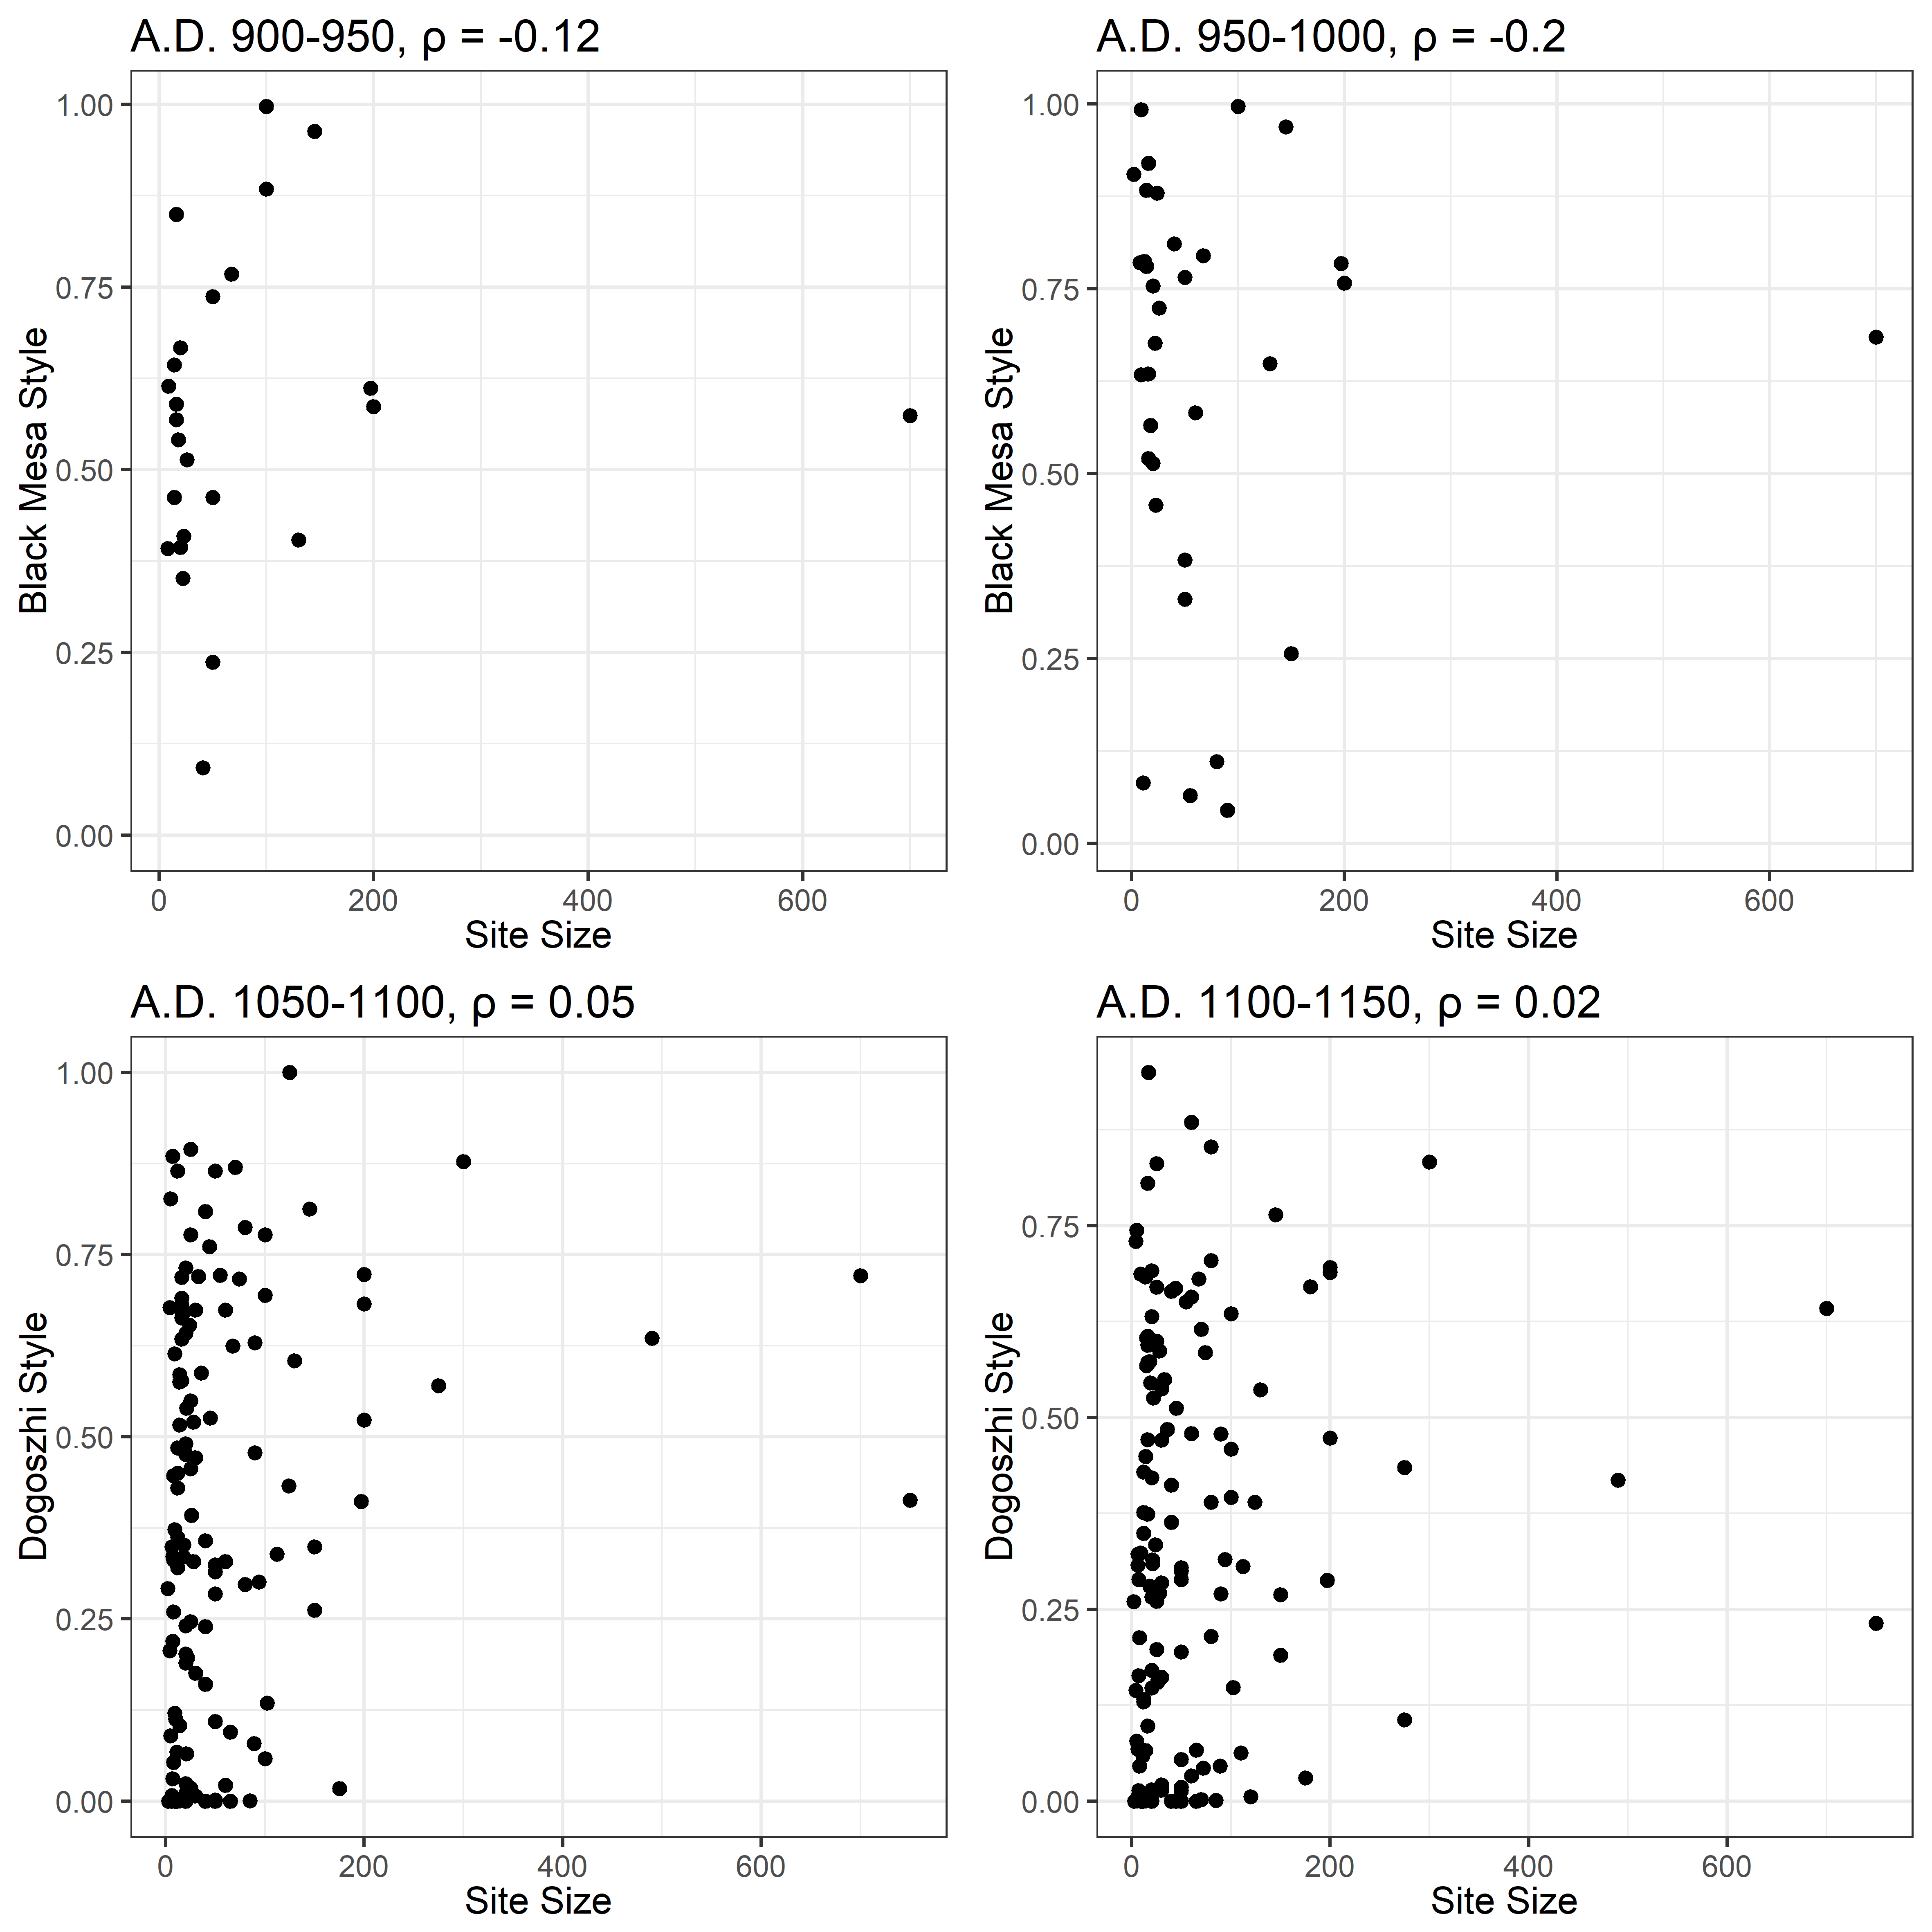 A.D. 900-950, ρ = -0.12
1.00
0.75
0.50
0.25
0.00
Black Mesa Style
0 200 400 600
Site Size
A.D. 950-1000, ρ = -0.2
1.00
0.75
0.50
0.25
0.00
Black Mesa Style
0 200 400 600
Site Size
A.D. 1050-1100, ρ = 0.05
1.00
0.75
0.50
0.25
0.00
Dogoszhi Style
0 200 400 600
Site Size
A.D. 1100-1150, ρ = 0.02
0.75
0.50
0.25
0.00
Dogoszhi Style
0 200 400 600
Site Size